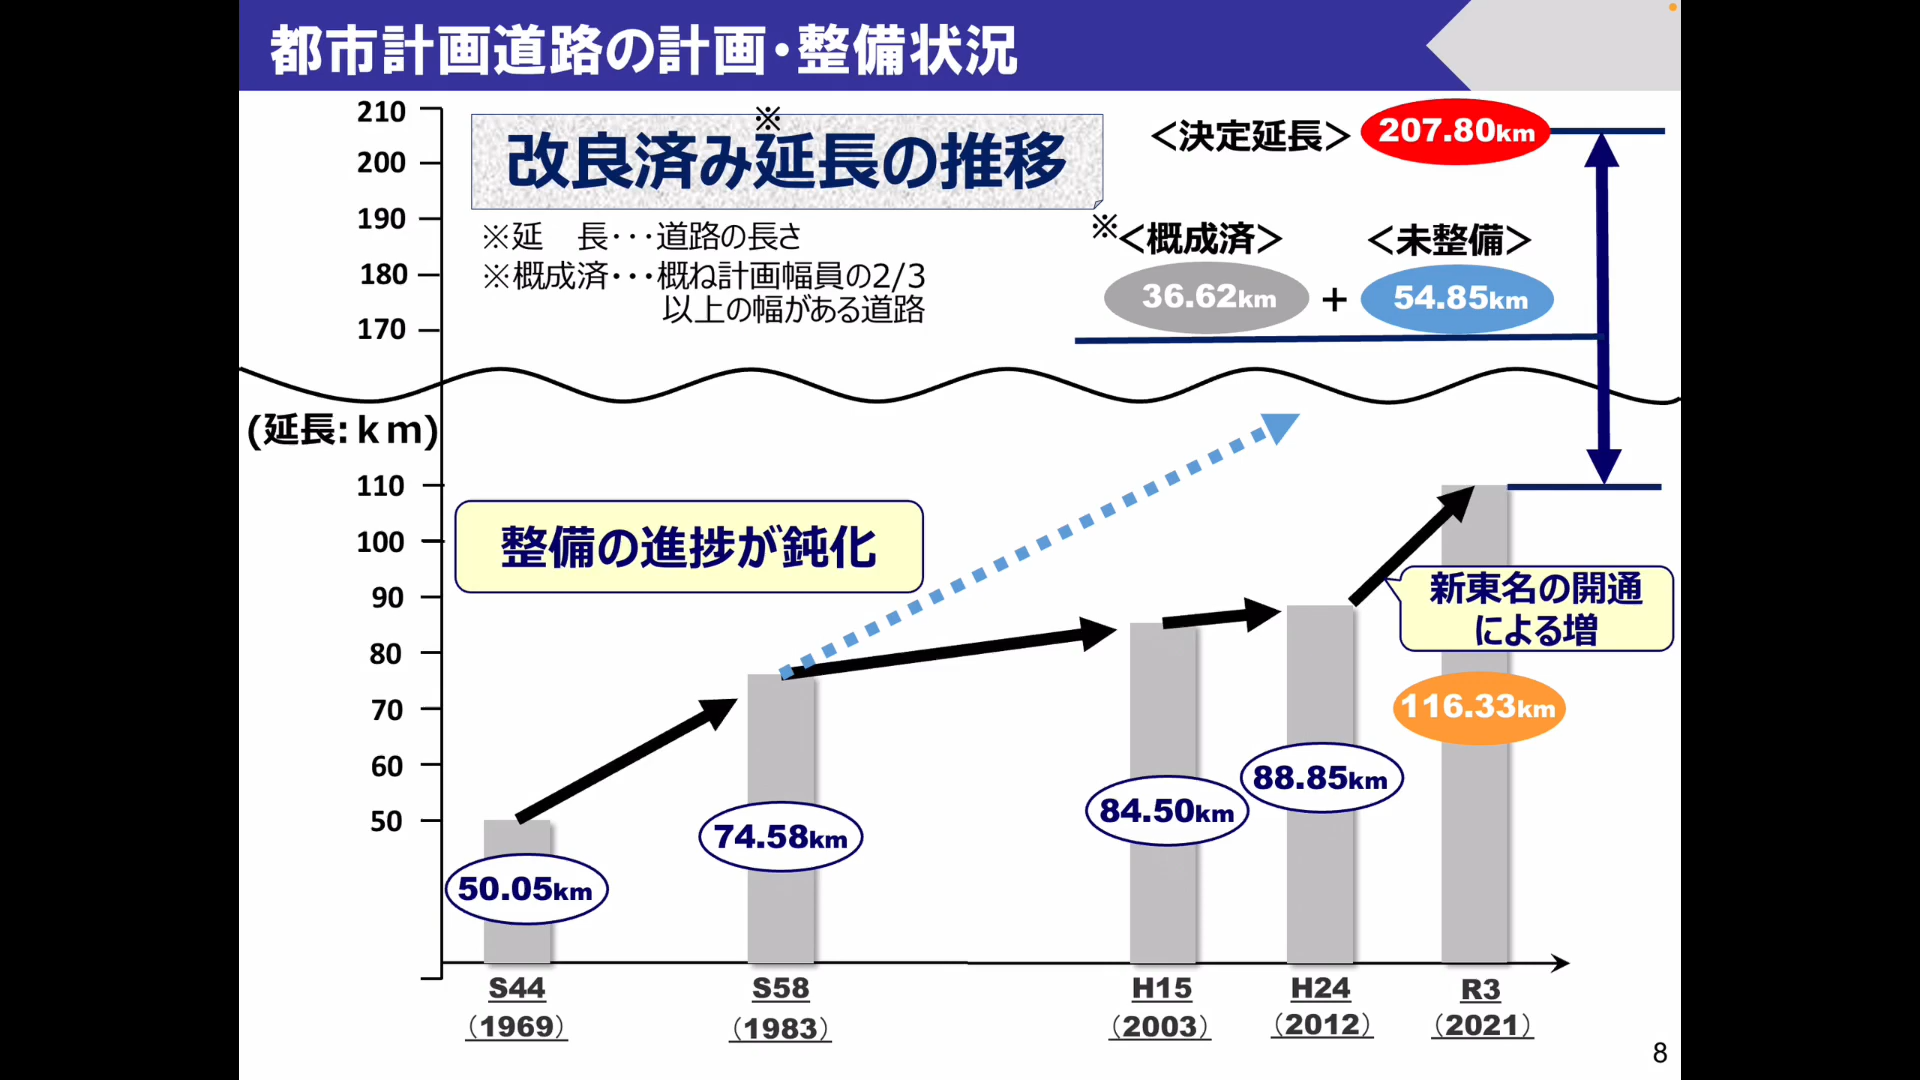 都市計画道路の計画・整備状況
※
改良済み延長の推移
※延　長･･･道路の長さ
※概成済･･･概ね計画幅員の2/3
以上の幅がある道路
＜決定延長＞ 207.80km
※＜概成済＞ ＜未整備＞
36.62km + 54.85km
210
200
190
180
170
(延長:ｋｍ)
110
100
90
80
70
60
50
整備の進捗が鈍化
新東名の開通
による増
50.05km
74.58km
84.50km
88.85km
116.33km
S44
（1969）
S58
（1983）
H15
（2003）
H24
（2012）
R3
（2021）
8